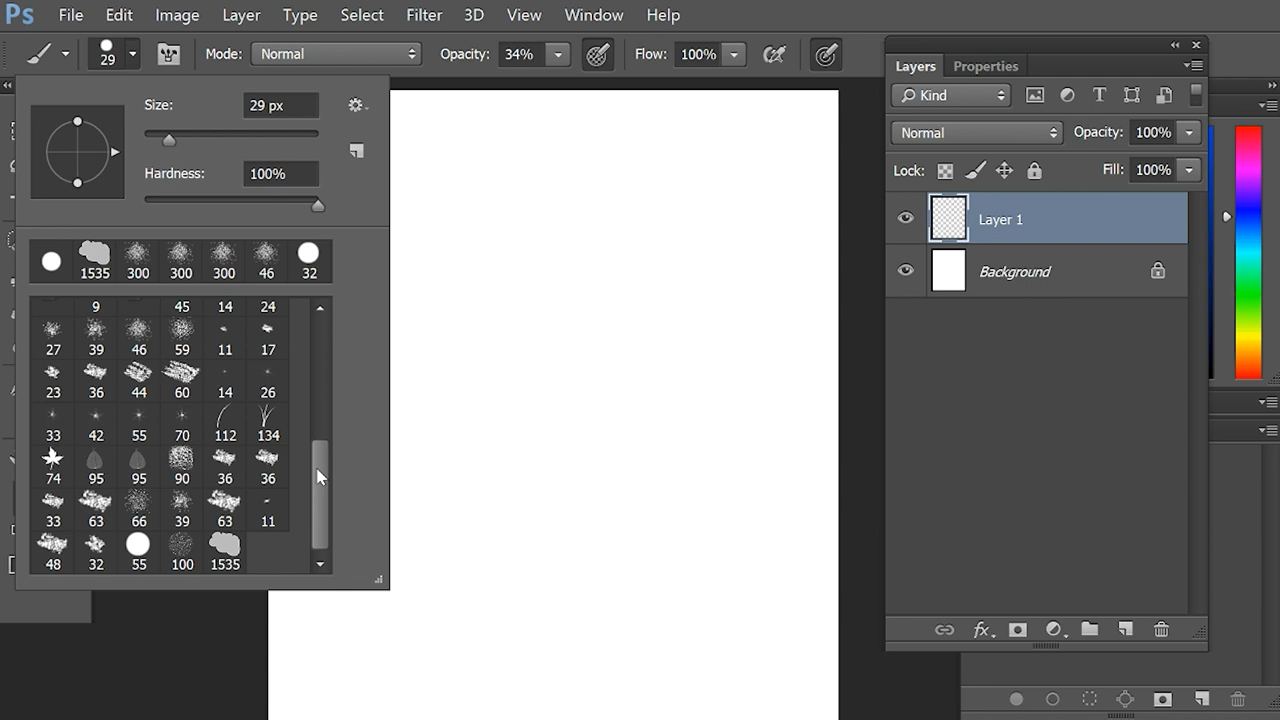 Ps File Edit Image Layer Type Select Filter 3D View Window Help
29 Mode: Normal Opacity: 34% Flow: 100%
Size: 29 px
Hardness: 100%
1535 300 300 300 46 32
9 45 14 24
27 39 46 59 11 17
23 36 44 60 14 26
33 42 55 70 112 134
74 95 95 90 36 36
33 63 66 39 63 11
48 32 55 100 1535
Layers Properties
Kind
Normal Opacity: 100%
Lock: Fill: 100%
Layer 1
Background
fx